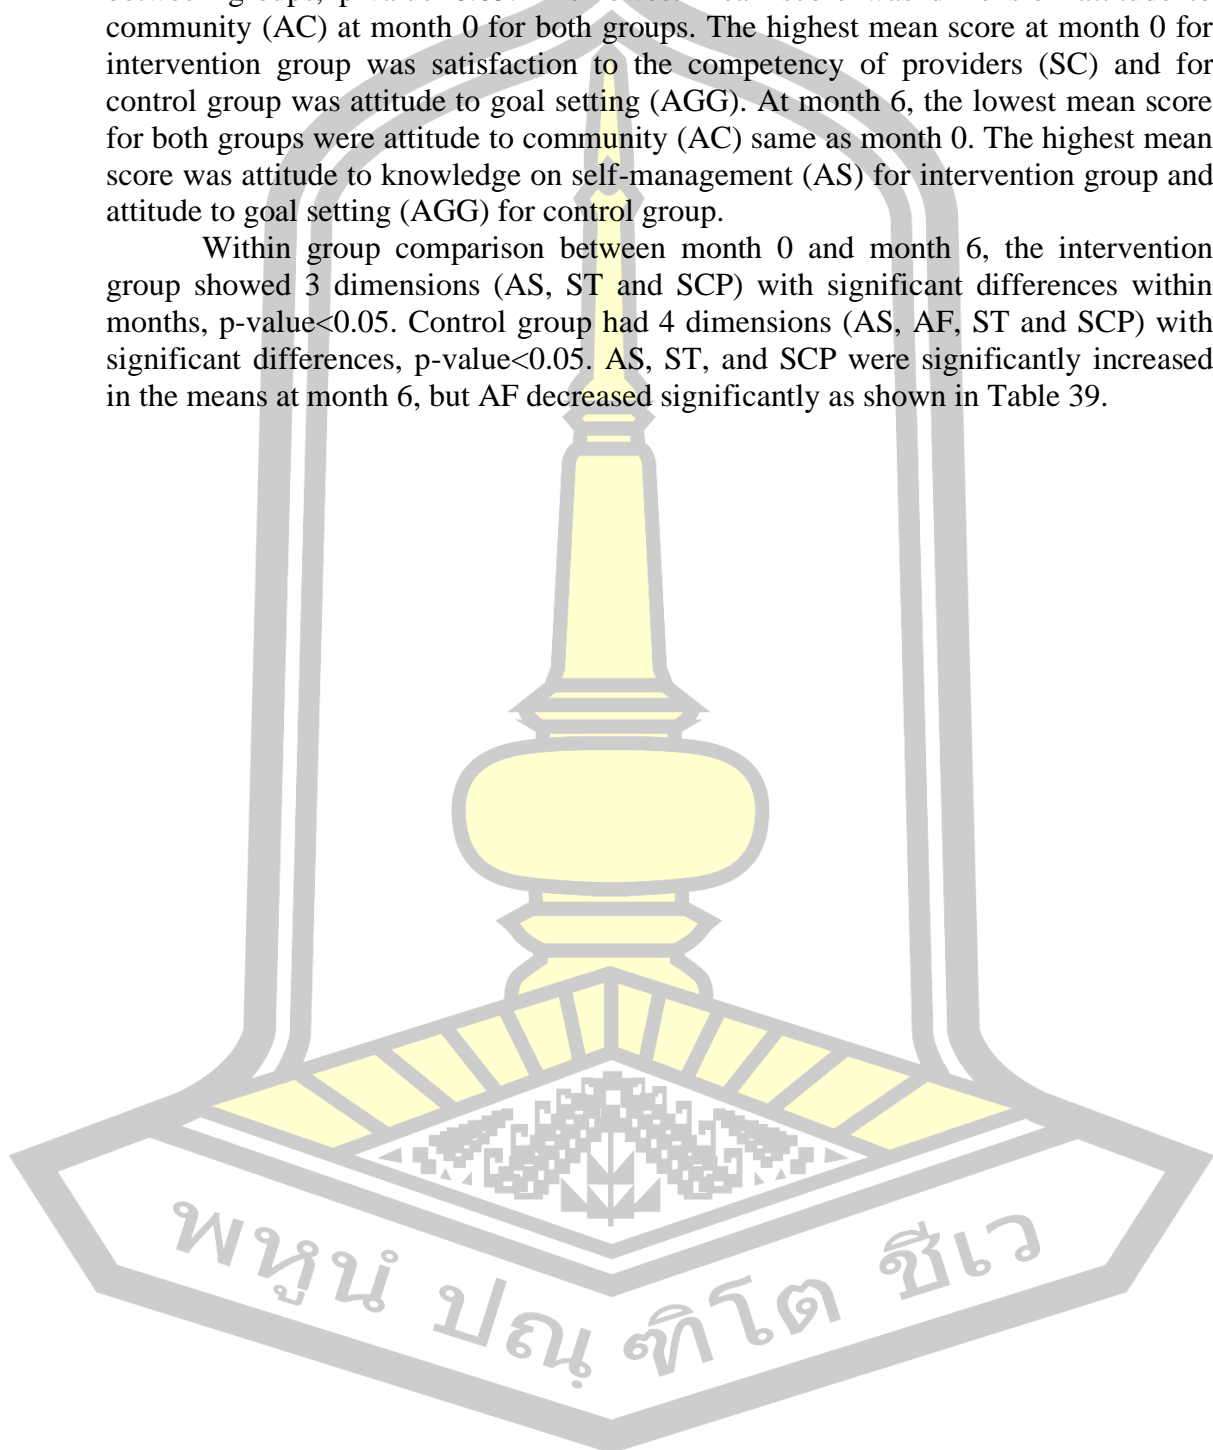 community (AC) at month 0 for both groups. The highest mean score at month 0 for
intervention group was satisfaction to the competency of providers (SC) and for
control group was attitude to goal setting (AGG). At month 6, the lowest mean score
for both groups were attitude to community (AC) same as month 0. The highest mean
score was attitude to knowledge on self-management (AS) for intervention group and
attitude to goal setting (AGG) for control group.
Within group comparison between month 0 and month 6, the intervention
group showed 3 dimensions (AS, ST and SCP) with significant differences within
months, p-value<0.05. Control group had 4 dimensions (AS, AF, ST and SCP) with
significant differences, p-value<0.05. AS, ST, and SCP were significantly increased
in the means at month 6, but AF decreased significantly as shown in Table 39.
พหูนํ ปณฺฑิโต ชีเว